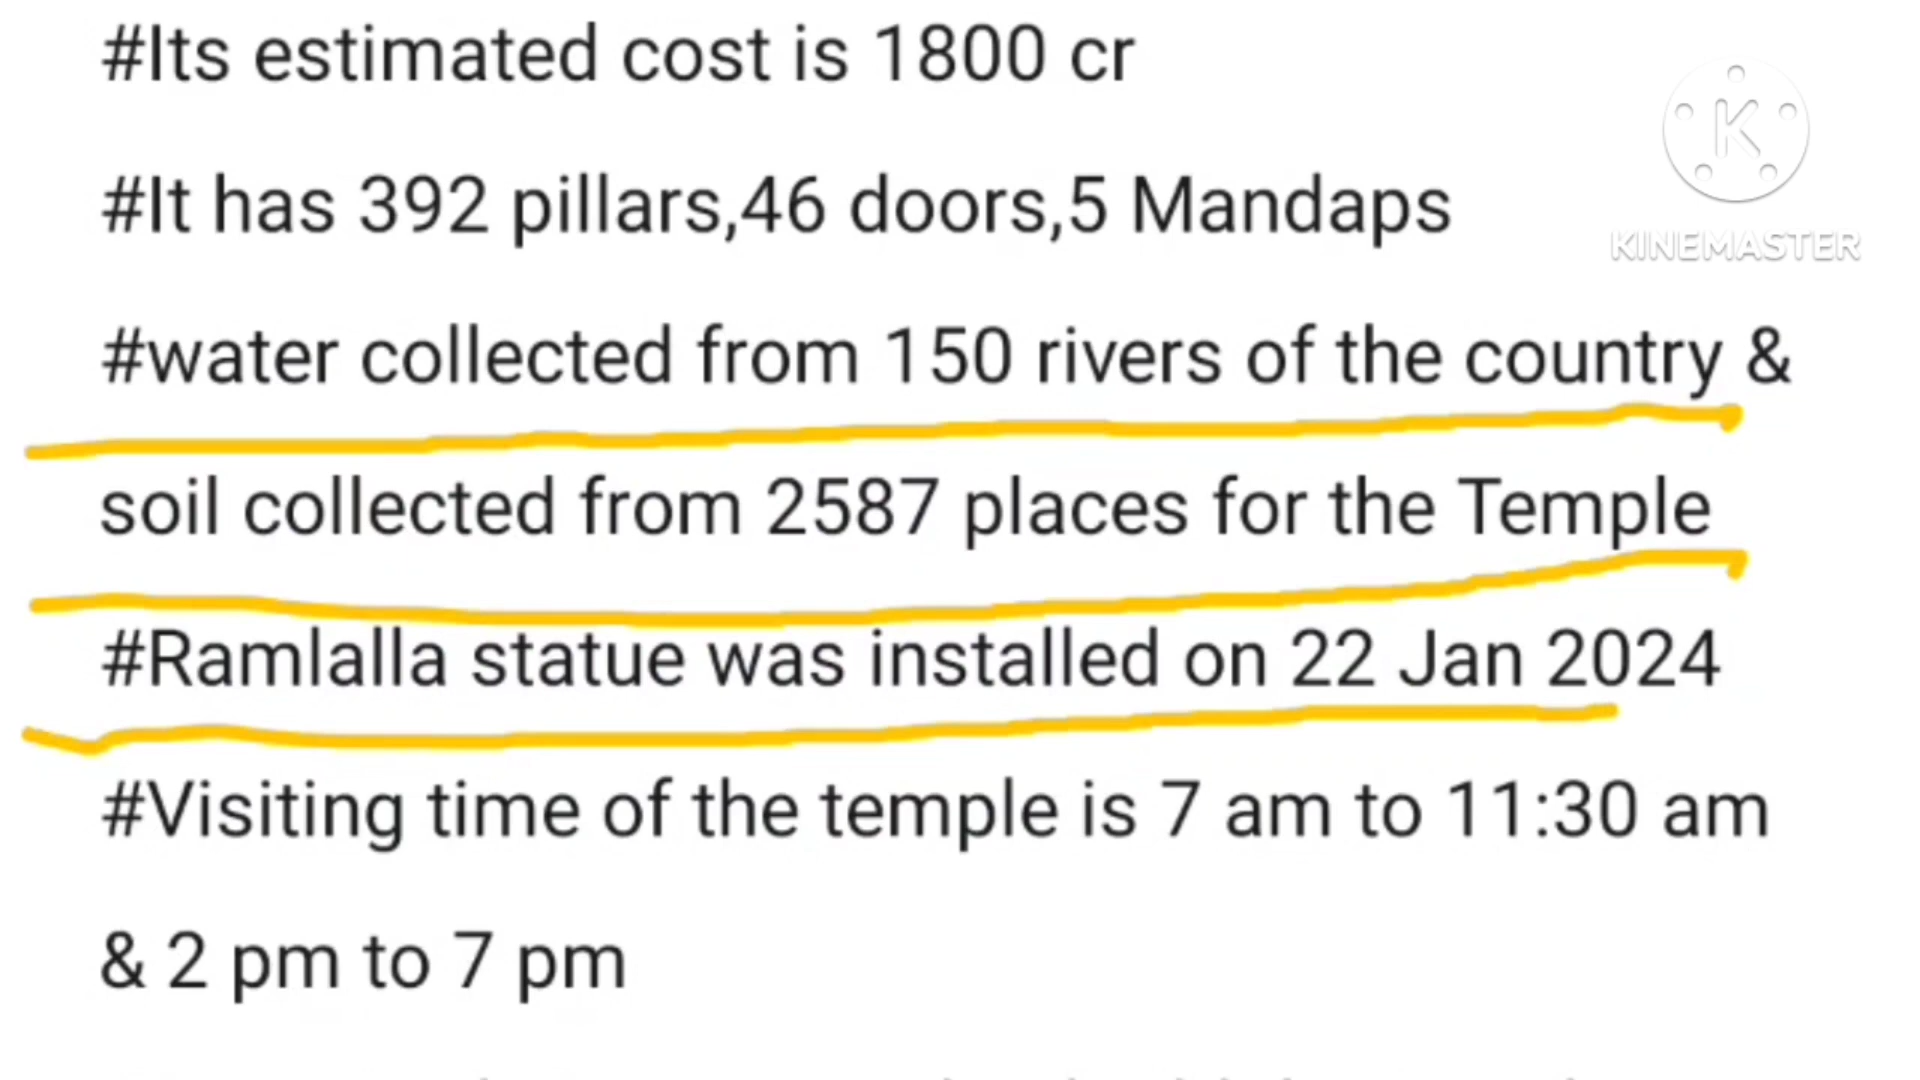 #Its estimated cost is 1800 cr
#It has 392 pillars,46 doors,5 Mandaps
#water collected from 150 rivers of the country &
soil collected from 2587 places for the Temple
#Ramlalla statue was installed on 22 Jan 2024
#Visiting time of the temple is 7 am to 11:30 am
& 2 pm to 7 pm
K
KINEMASTER